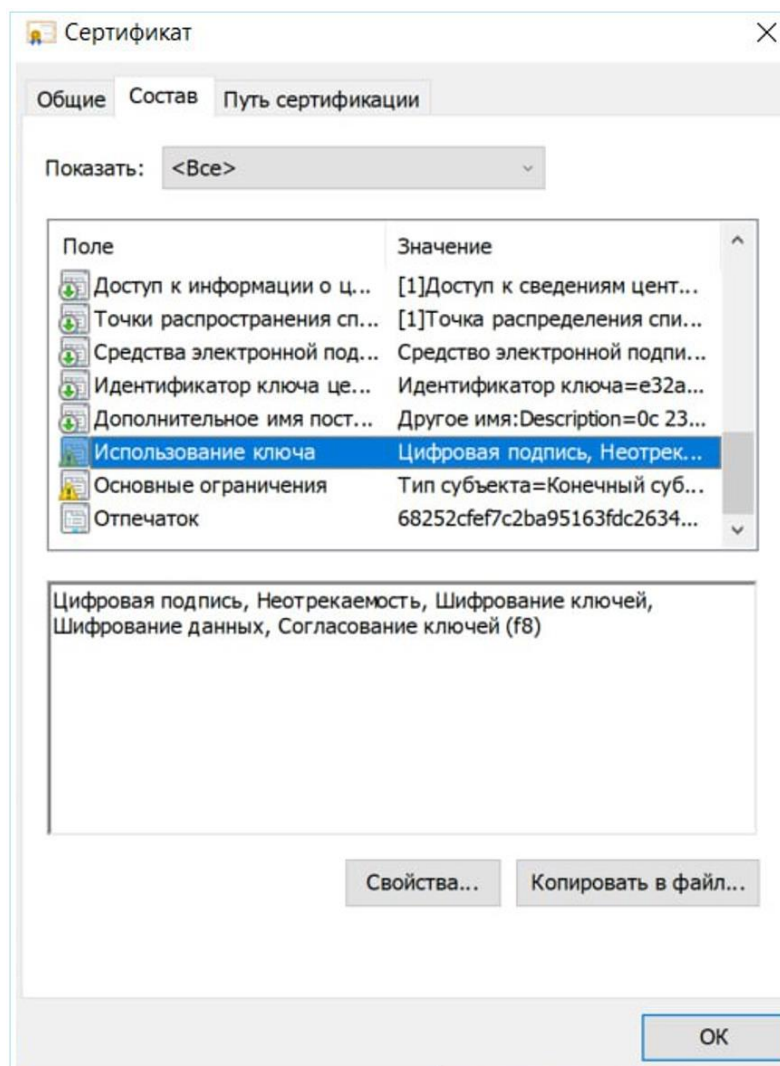 Сертификат
Общие Состав Путь сертификации
Показать: <Все>
Поле Значение
Доступ к информации о ц... [1]Доступ к сведениям цент...
Точки распространения сп... [1]Точка распределения спи...
Средства электронной под... Средство электронной подпи...
Идентификатор ключа це... Идентификатор ключа=e32a...
Дополнительное имя пост... Другое имя:Description=0c 23...
Использование ключа Цифровая подпись, Неотрек...
Основные ограничения Тип субъекта=Конечный суб...
Отпечаток 68252cfef7c2ba95163fdc2634...
Цифровая подпись, Неотрекаемость, Шифрование ключей,
Шифрование данных, Согласование ключей (f8)
Свойства... Копировать в файл...
ОК